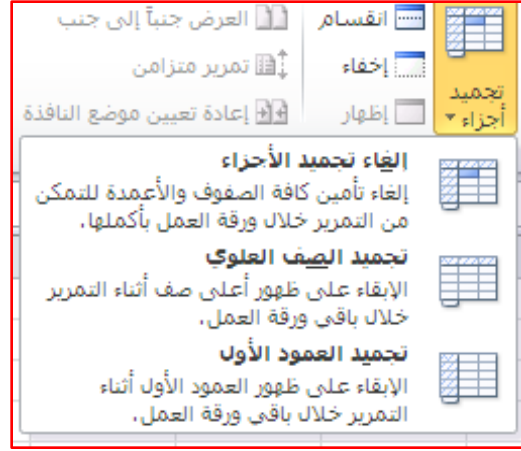 تجميد
أجزاء
انقسام
إخفاء
إظهار
العرض جنباً إلى جنب
تمرير متزامن
إعادة تعيين موضع النافذة
إلغاء تجميد الأجزاء
إلغاء تأمين كافة الصفوف والأعمدة للتمكن
من التمرير خلال ورقة العمل بأكملها.
تجميد الصف العلوي
الإبقاء على ظهور أعلى صف أثناء التمرير
خلال باقي ورقة العمل.
تجميد العمود الأول
الإبقاء على ظهور العمود الأول أثناء
التمرير خلال باقي ورقة العمل.